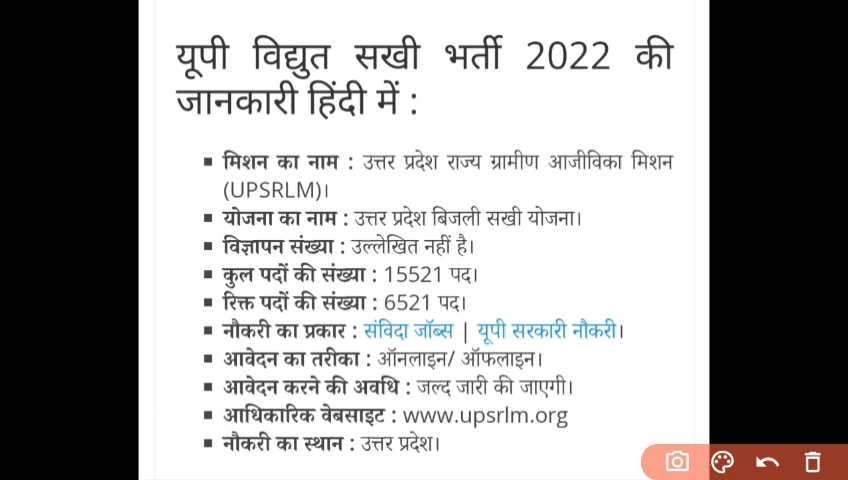 यूपी विद्युत सखी भर्ती 2022 की
जानकारी हिंदी में :
▪ मिशन का नाम : उत्तर प्रदेश राज्य ग्रामीण आजीविका मिशन
(UPSRLM)।
▪ योजना का नाम : उत्तर प्रदेश बिजली सखी योजना।
▪ विज्ञापन संख्या : उल्लेखित नहीं है।
▪ कुल पदों की संख्या : 15521 पद।
▪ रिक्त पदों की संख्या : 6521 पद।
▪ नौकरी का प्रकार : संविदा जॉब्स | यूपी सरकारी नौकरी।
▪ आवेदन का तरीका : ऑनलाइन/ ऑफलाइन।
▪ आवेदन करने की अवधि : जल्द जारी की जाएगी।
▪ आधिकारिक वेबसाइट : www.upsrlm.org
▪ नौकरी का स्थान : उत्तर प्रदेश।